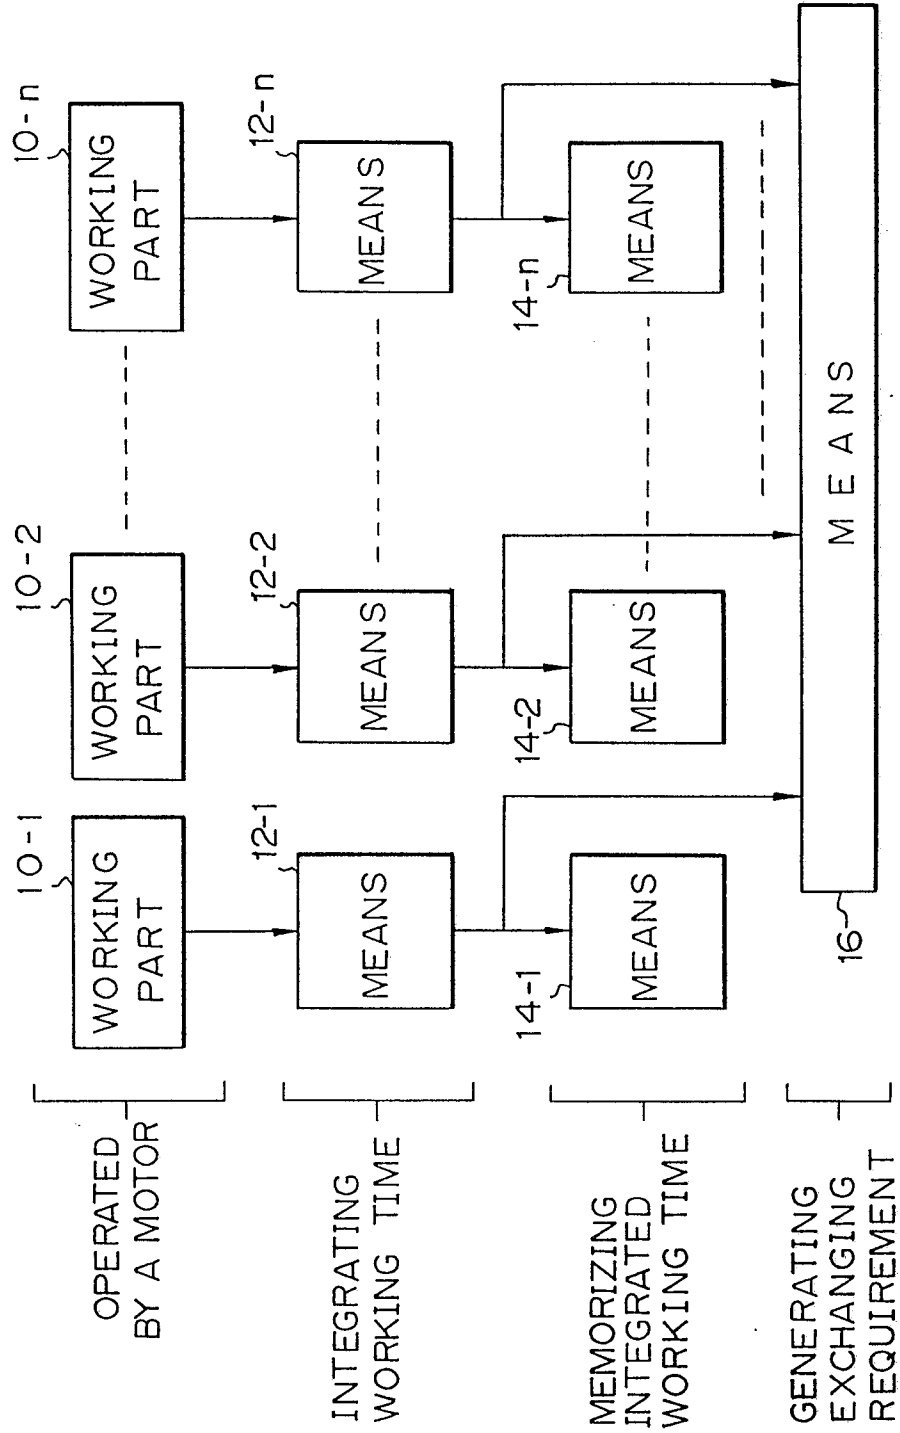 OPERATED
BY A MOTOR
10-1
WORKING
PART
10-2
WORKING
PART
10-n
WORKING
PART
INTEGRATING
WORKING TIME
12-1
MEANS
12-2
MEANS
12-n
MEANS
MEMORIZING
INTEGRATED
WORKING TIME
14-1
MEANS
14-2
MEANS
14-n
MEANS
GENERATING
EXCHANGING
REQUIREMENT
16
MEANS